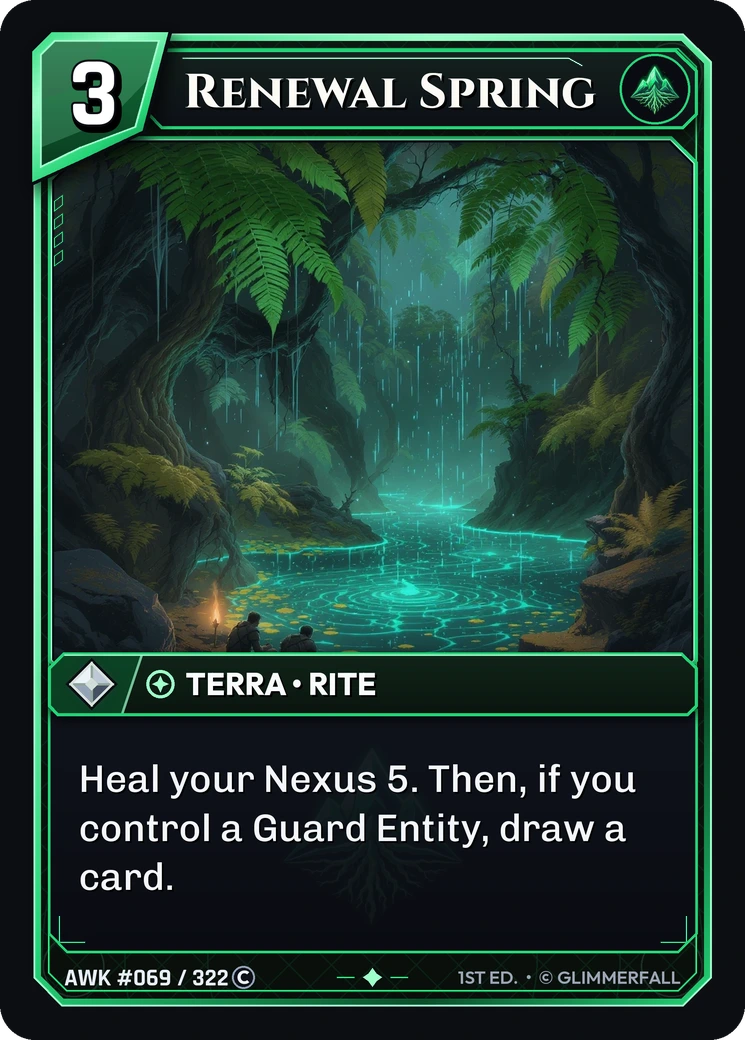 3
RENEWAL SPRING
TERRA • RITE
Heal your Nexus 5. Then, if you
control a Guard Entity, draw a
card.
AWK #069 / 322 Ⓒ
1ST ED. • © GLIMMERFALL